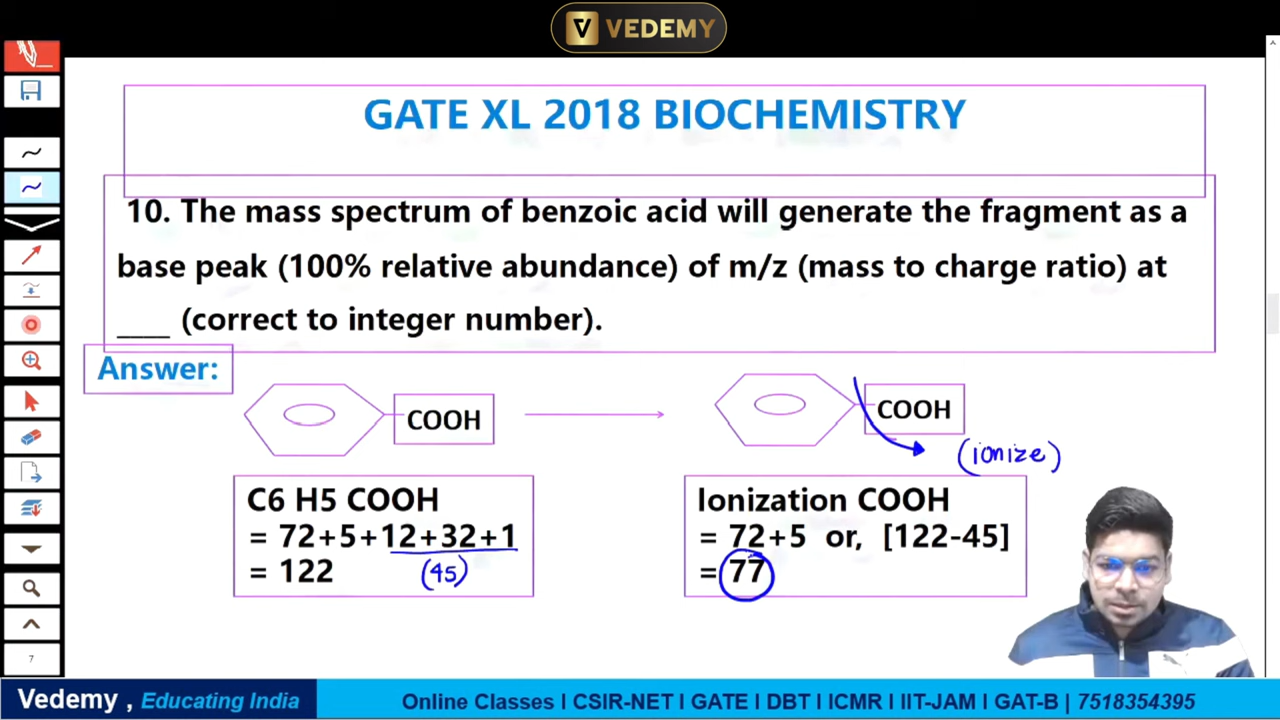 VEDEMY
GATE XL 2018 BIOCHEMISTRY
10. The mass spectrum of benzoic acid will generate the fragment as a
base peak (100% relative abundance) of m/z (mass to charge ratio) at
____ (correct to integer number).
Answer:
COOH
COOH
(ionize)
C6 H5 COOH
= 72+5+12+32+1
= 122 (45)
Ionization COOH
= 72+5 or, [122-45]
= 77
7
Vedemy , Educating India
Online Classes I CSIR-NET I GATE I DBT I ICMR I IIT-JAM I GAT-B | 7518354395